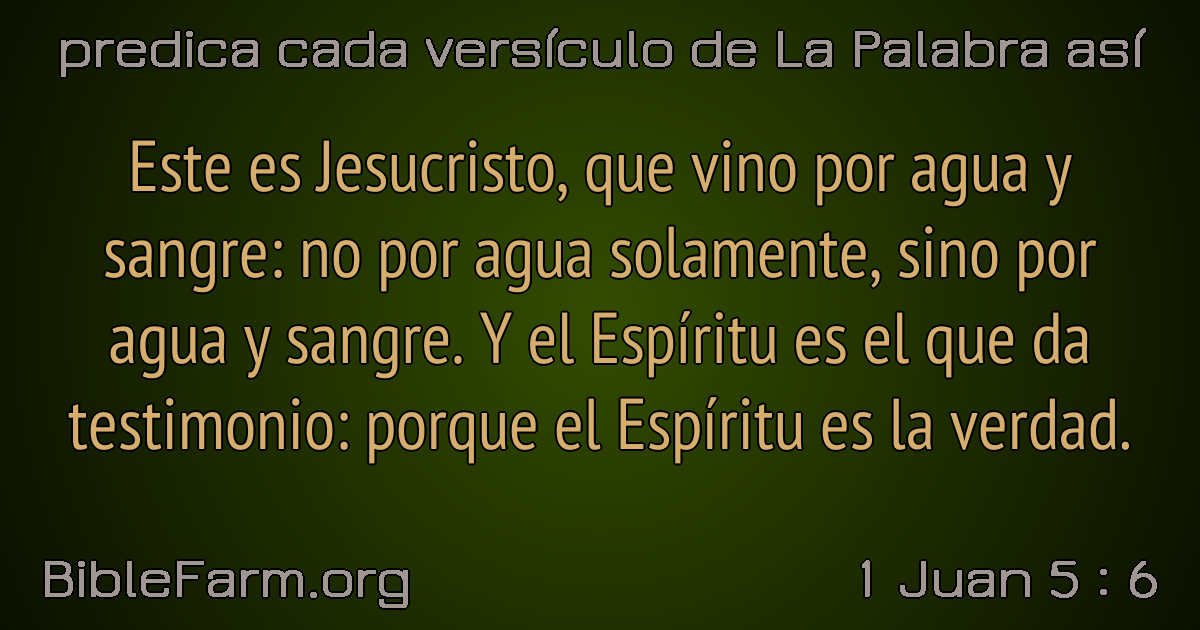 predica cada versículo de La Palabra así
Este es Jesucristo, que vino por agua y
sangre: no por agua solamente, sino por
agua y sangre. Y el Espíritu es el que da
testimonio: porque el Espíritu es la verdad.
BibleFarm.org
1 Juan 5 : 6